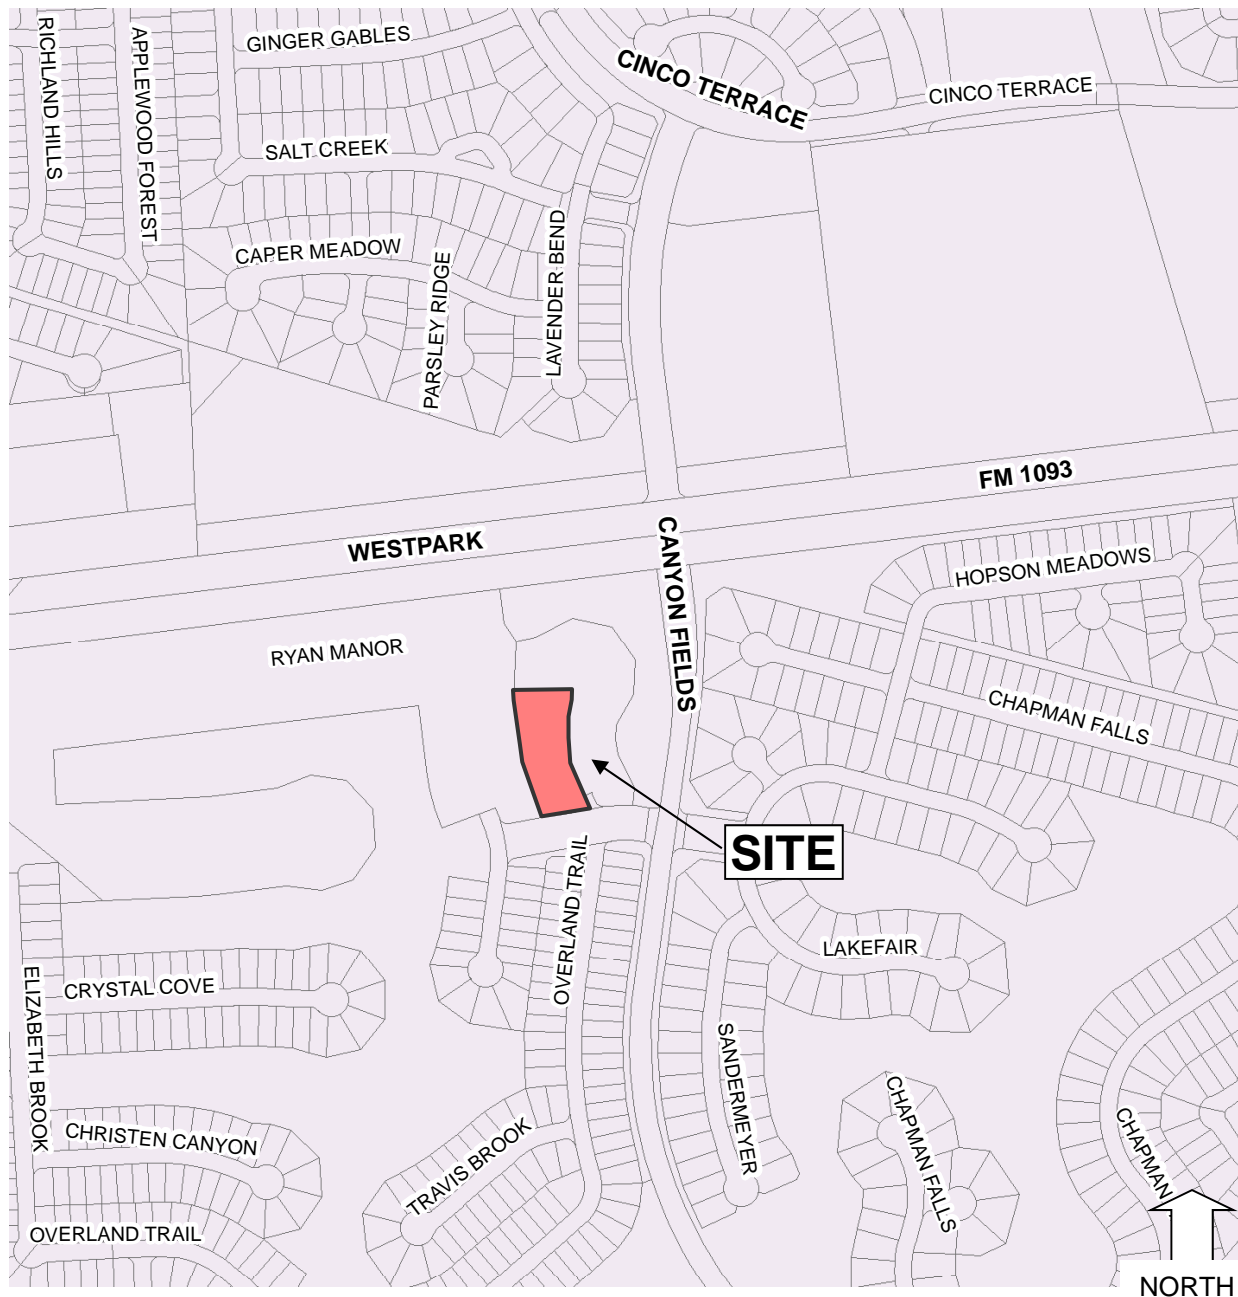 RICHLAND HILLS
APPLEWOOD FOREST
GINGER GABLES
CINCO TERRACE
CINCO TERRACE
SALT CREEK
CAPER MEADOW
PARSLEY RIDGE
LAVENDER BEND
FM 1093
WESTPARK
CANYON FIELDS
HOPSON MEADOWS
RYAN MANOR
CHAPMAN FALLS
SITE
OVERLAND TRAIL
LAKEFAIR
ELIZABETH BROOK
CRYSTAL COVE
SANDERMEYER
CHAPMAN FALLS
CHAPMAN
CHRISTEN CANYON
TRAVIS BROOK
OVERLAND TRAIL
NORTH